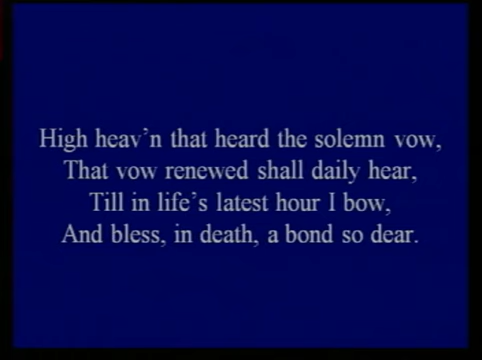 High heav’n that heard the solemn vow,
That vow renewed shall daily hear,
Till in life’s latest hour I bow,
And bless, in death, a bond so dear.